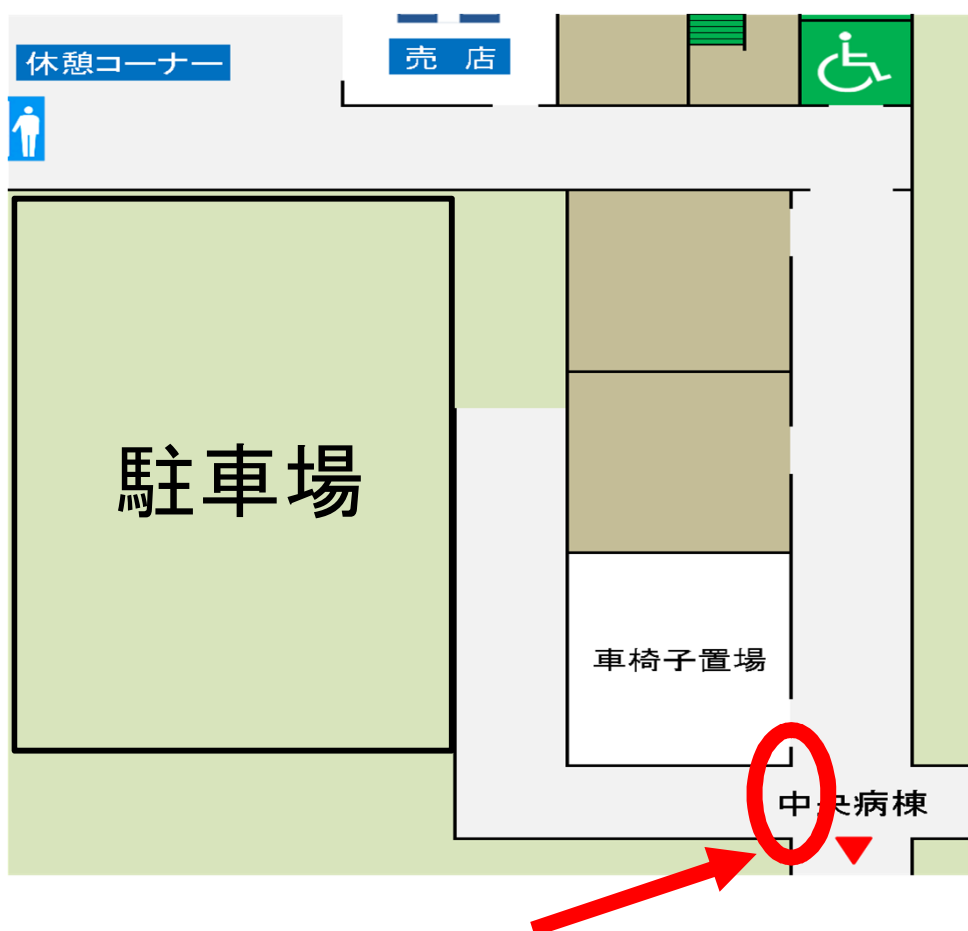 売 店
休憩コーナー
駐車場
車椅子置場
中央病棟